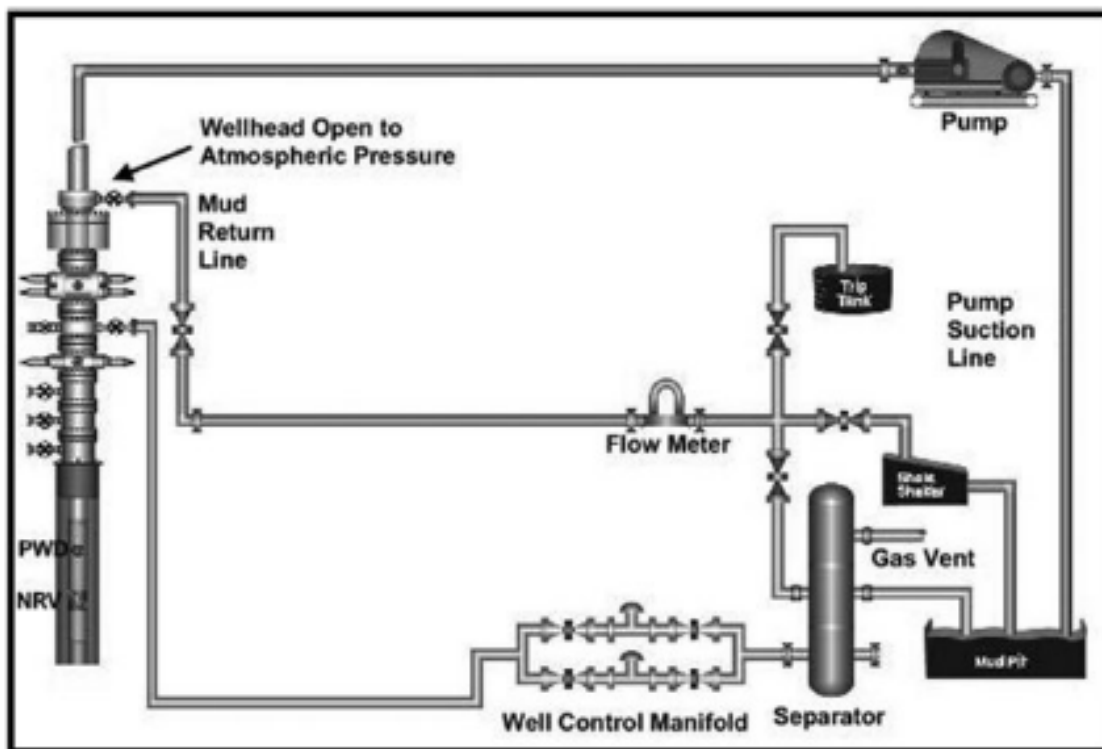 Pump
Wellhead Open to
Atmospheric Pressure
Mud
Return
Line
Trip
Tank
Pump
Suction
Line
Flow Meter
Shale
Shaker
PWD
NRV
Gas Vent
Mud Pit
Well Control Manifold
Separator